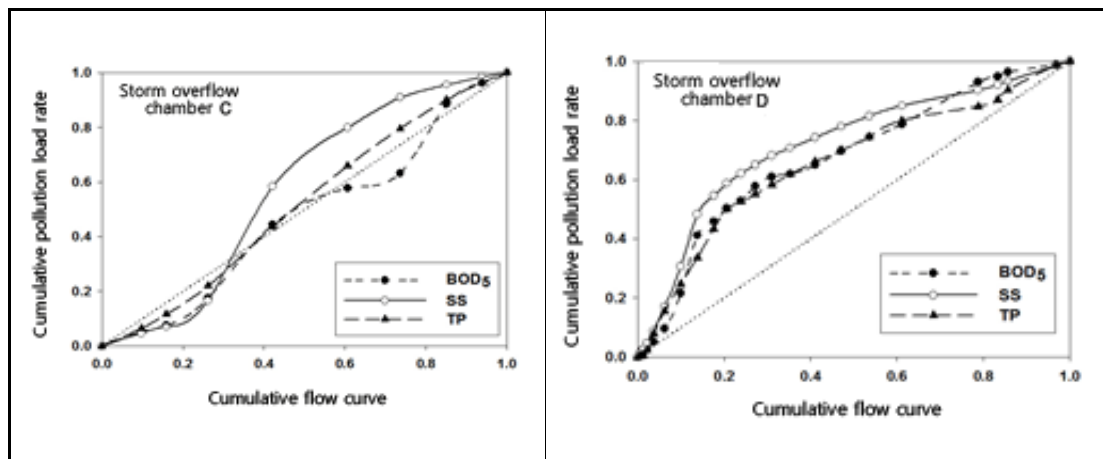 Storm overflow
chamber C
Cumulative pollution load rate
1.0
0.8
0.6
0.4
0.2
0.0
0.0 0.2 0.4 0.6 0.8 1.0
BOD5
SS
TP
Cumulative flow curve
Storm overflow
chamber D
Cumulative pollution load rate
1.0
0.8
0.6
0.4
0.2
0.0
0.0 0.2 0.4 0.6 0.8 1.0
BOD5
SS
TP
Cumulative flow curve